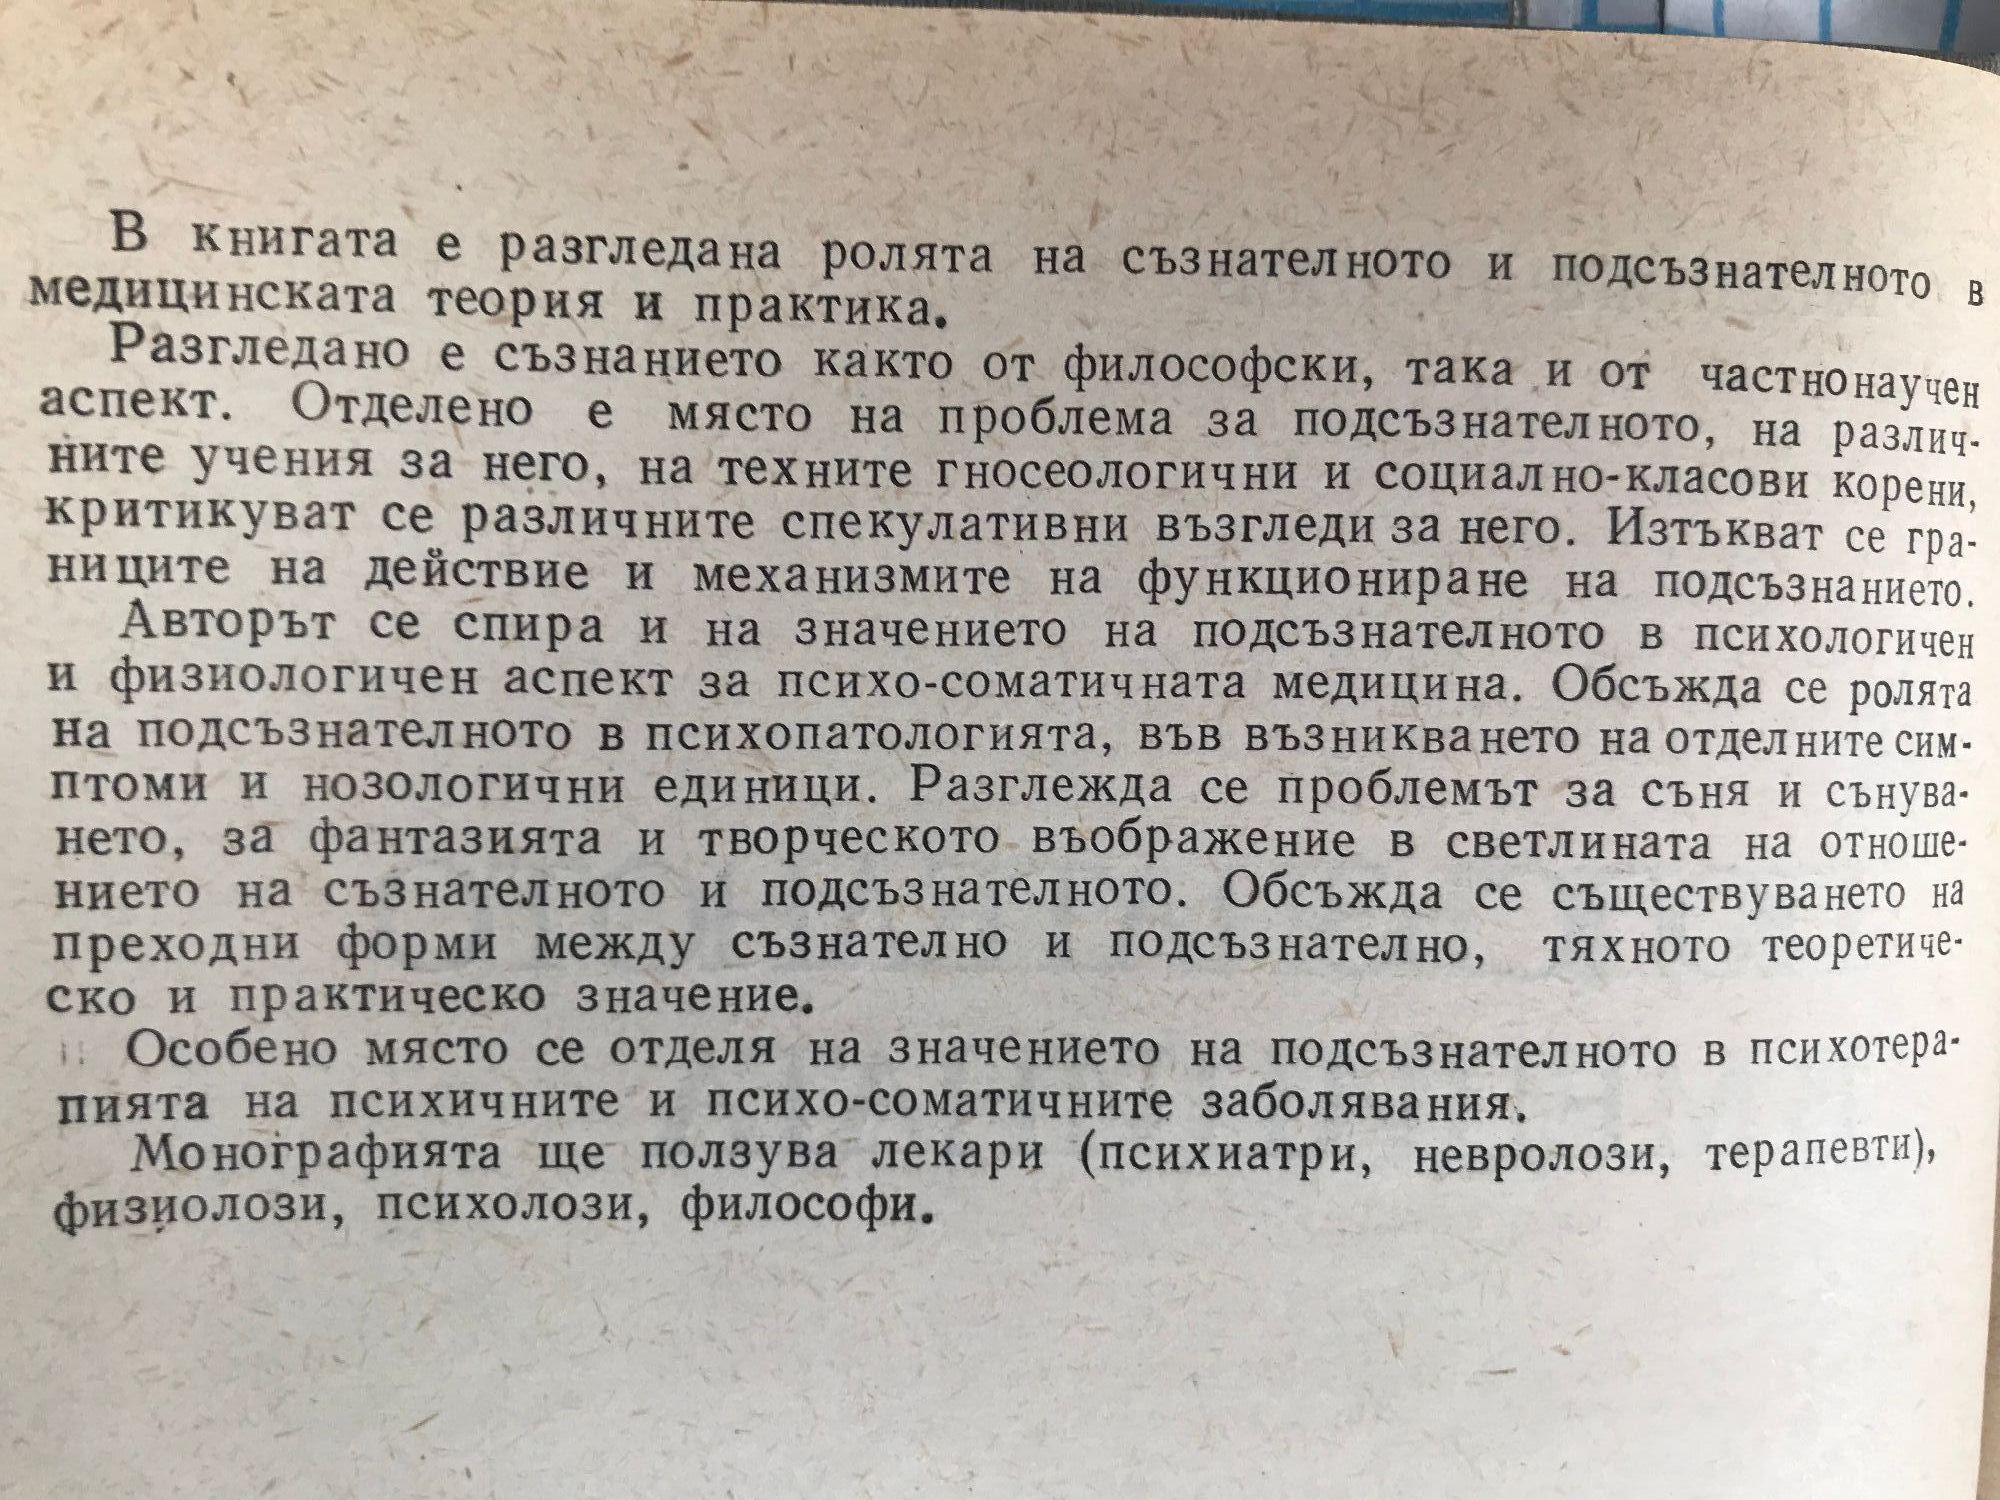 В книгата е разгледана ролята на съзнателното и подсъзнателното в
медицинската теория и практика.
Разгледано е съзнанието както от философски, така и от частнонаучен
аспект. Отделено е място на проблема за подсъзнателното, на различ-
ните учения за него, на техните гносеологични и социално-класови корени,
критикуват се различните спекулативни възгледи за него. Изтъкват се гра-
ниците на действие и механизмите на функциониране на подсъзнанието.
Авторът се спира и на значението на подсъзнателното в психологичен
и физиологичен аспект за психо-соматичната медицина. Обсъжда се ролята
на подсъзнателното в психопатологията, във възникването на отделните сим-
птоми и нозологични единици. Разглежда се проблемът за съня и сънува-
нето, за фантазията и творческото въображение в светлината на отноше-
нието на съзнателното и подсъзнателното. Обсъжда се съществуването на
преходни форми между съзнателно и подсъзнателно, тяхното теоретиче-
ско и практическо значение.
Особено място се отделя на значението на подсъзнателното в психотера-
пията на психичните и психо-соматичните заболявания.
Монографията ще ползува лекари (психиатри, невролози, терапевти),
физиолози, психолози, философи.